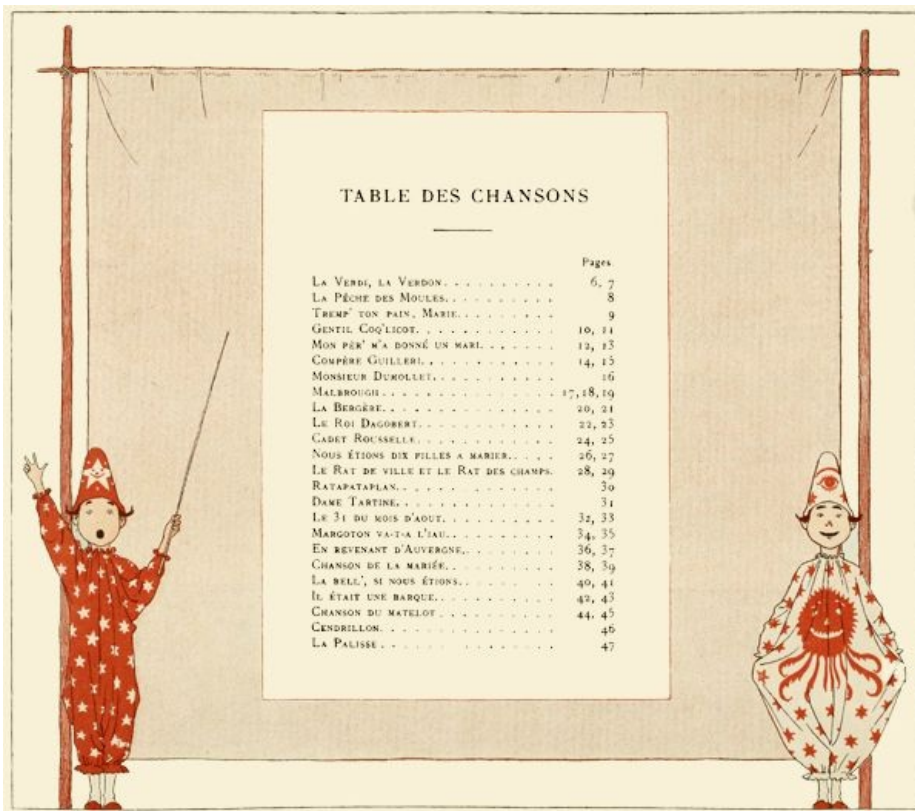 TABLE DES CHANSONS
Pages
LA VERDI, LA VERDON. . . . . . . . . . . 6, 7
LA PÊCHE DES MOULES. . . . . . . . . . . 8
TREMP' TON PAIN, MARIE. . . . . . . . . . 9
GENTIL COQ'LICOT. . . . . . . . . . . . 10, 11
MON PÈR' M'A DONNÉ UN MARI. . . . . . . 12, 13
COMPÈRE GUILLERI. . . . . . . . . . . . 14, 15
MONSIEUR DUMOLLET. . . . . . . . . . . 16
MALBROUGH . . . . . . . . . . . . . . 17, 18, 19
LA BERGÈRE. . . . . . . . . . . . . . 20, 21
LE ROI DAGOBERT. . . . . . . . . . . . 22, 23
CADET ROUSSELLE. . . . . . . . . . . . 24, 25
NOUS ÉTIONS DIX FILLES A MARIER. . . . . 26, 27
LE RAT DE VILLE ET LE RAT DES CHAMPS. 28, 29
RATAPATAPLAN. . . . . . . . . . . . . 30
DAME TARTINE. . . . . . . . . . . . . 31
LE 31 DU MOIS D'AOUT. . . . . . . . . . 32, 33
MARGOTON VA-T-A L'IAU. . . . . . . . . 34, 35
EN REVENANT D'AUVERGNE. . . . . . . . . 36, 37
CHANSON DE LA MARIÉE. . . . . . . . . . 38, 39
LA BELL', SI NOUS ÉTIONS. . . . . . . . 40, 41
IL ÉTAIT UNE BARQUE. . . . . . . . . . 42, 43
CHANSON DU MATELOT . . . . . . . . . . 44, 45
CENDRILLON. . . . . . . . . . . . . . 46
LA PALISSE . . . . . . . . . . . . . . 47